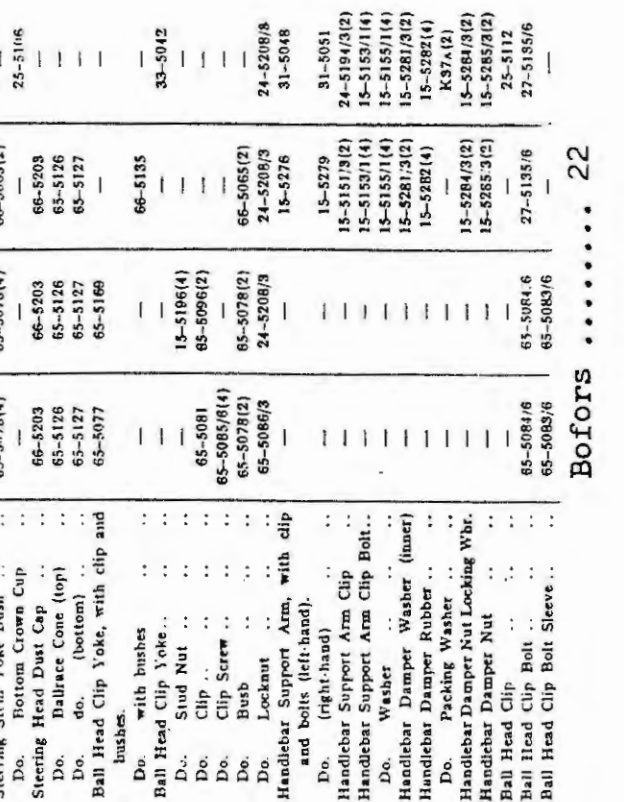 Do. Bottom Crown Cup — — — 25-5106
Steering Head Dust Cap .. 66-5203 66-5203 66-5203 —
Do. Ballrace Cone (top) 65-5126 65-5126 65-5126 —
Do. do. (bottom) .. 65-5127 65-5127 65-5127 —
Ball Head Clip Yoke, with clip and 65-5077 65-5169 — —
bushes.
Do. with bushes .. — — 66-5135 —
Ball Head Clip Yoke .. .. — — — 33-5042
Do. Stud Nut .. .. — 15-5196(4) — —
Do. Clip .. .. .. 65-5081 65-5096(2) — —
Do. Clip Screw .. .. 65-5085/6(4) — — —
Do. Bush .. .. 65-5078(2) 65-5078(2) 66-5065(2) —
Do. Locknut .. .. 65-5086/3 24-5208/3 24-5208/3 24-5208/8
Handlebar Support Arm, with clip — — 15-5276 31-5048
and bolts (left-hand).
Do. (right-hand) .. — — 15-5279 31-5051
Handlebar Support Arm Clip .. — — 15-5151/3(2) 24-5194/3(2)
Handlebar Support Arm Clip Bolt .. — — 15-5153/1(4) 15-5153/1(4)
Do. Washer .. .. — — 15-5155/1(4) 15-5155/1(4)
Handlebar Damper Washer (inner) — — 15-5281/3(2) 15-5281/3(2)
Handlebar Damper Rubber .. .. — — 15-5282(4) 15-5282(4)
Do. Packing Washer .. — — — K37A(2)
Handlebar Damper Nut Locking Wbr. — — 15-5284/3(2) 15-5284/3(2)
Handlebar Damper Nut .. — — 15-5285/3(2) 15-5285/3(2)
Ball Head Clip .. .. — — — 25-5112
Ball Head Clip Bolt .. .. 65-5084/6 65-5084/6 27-5135/6 27-5135/6
Ball Head Clip Bolt Sleeve .. 65-5083/6 65-5083/6 — —
Bofors ......... 22